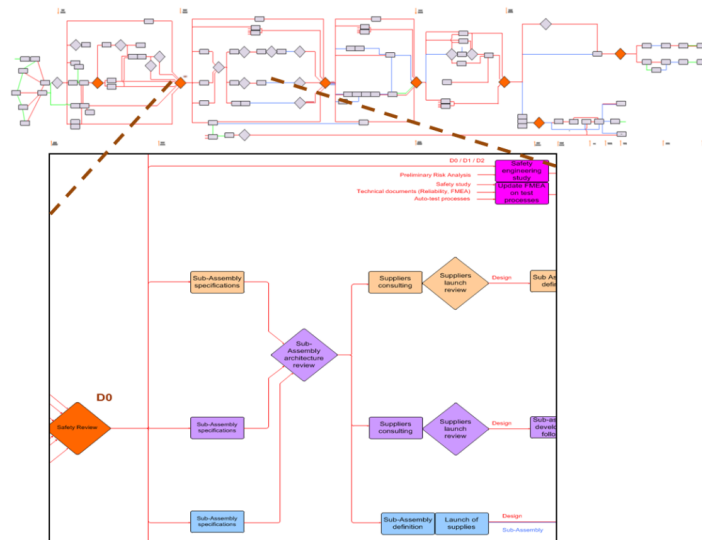 D0 / D1 / D2
Safety
engineering
study
Preliminary Risk Analysis
Safety study
Update FMEA
on test
processes
Technical documents (Reliability, FMEA)
Auto-test processes
Sub-Assembly
specifications
Suppliers
consulting
Suppliers
launch
review
Design
Sub-
Assembly
architecture
review
D0
Safety Review
Sub-Assembly
specifications
Suppliers
consulting
Suppliers
launch
review
Design
Sub-Assembly
specifications
Sub-Assembly
definition
Launch of
supplies
Design
Sub-Assembly